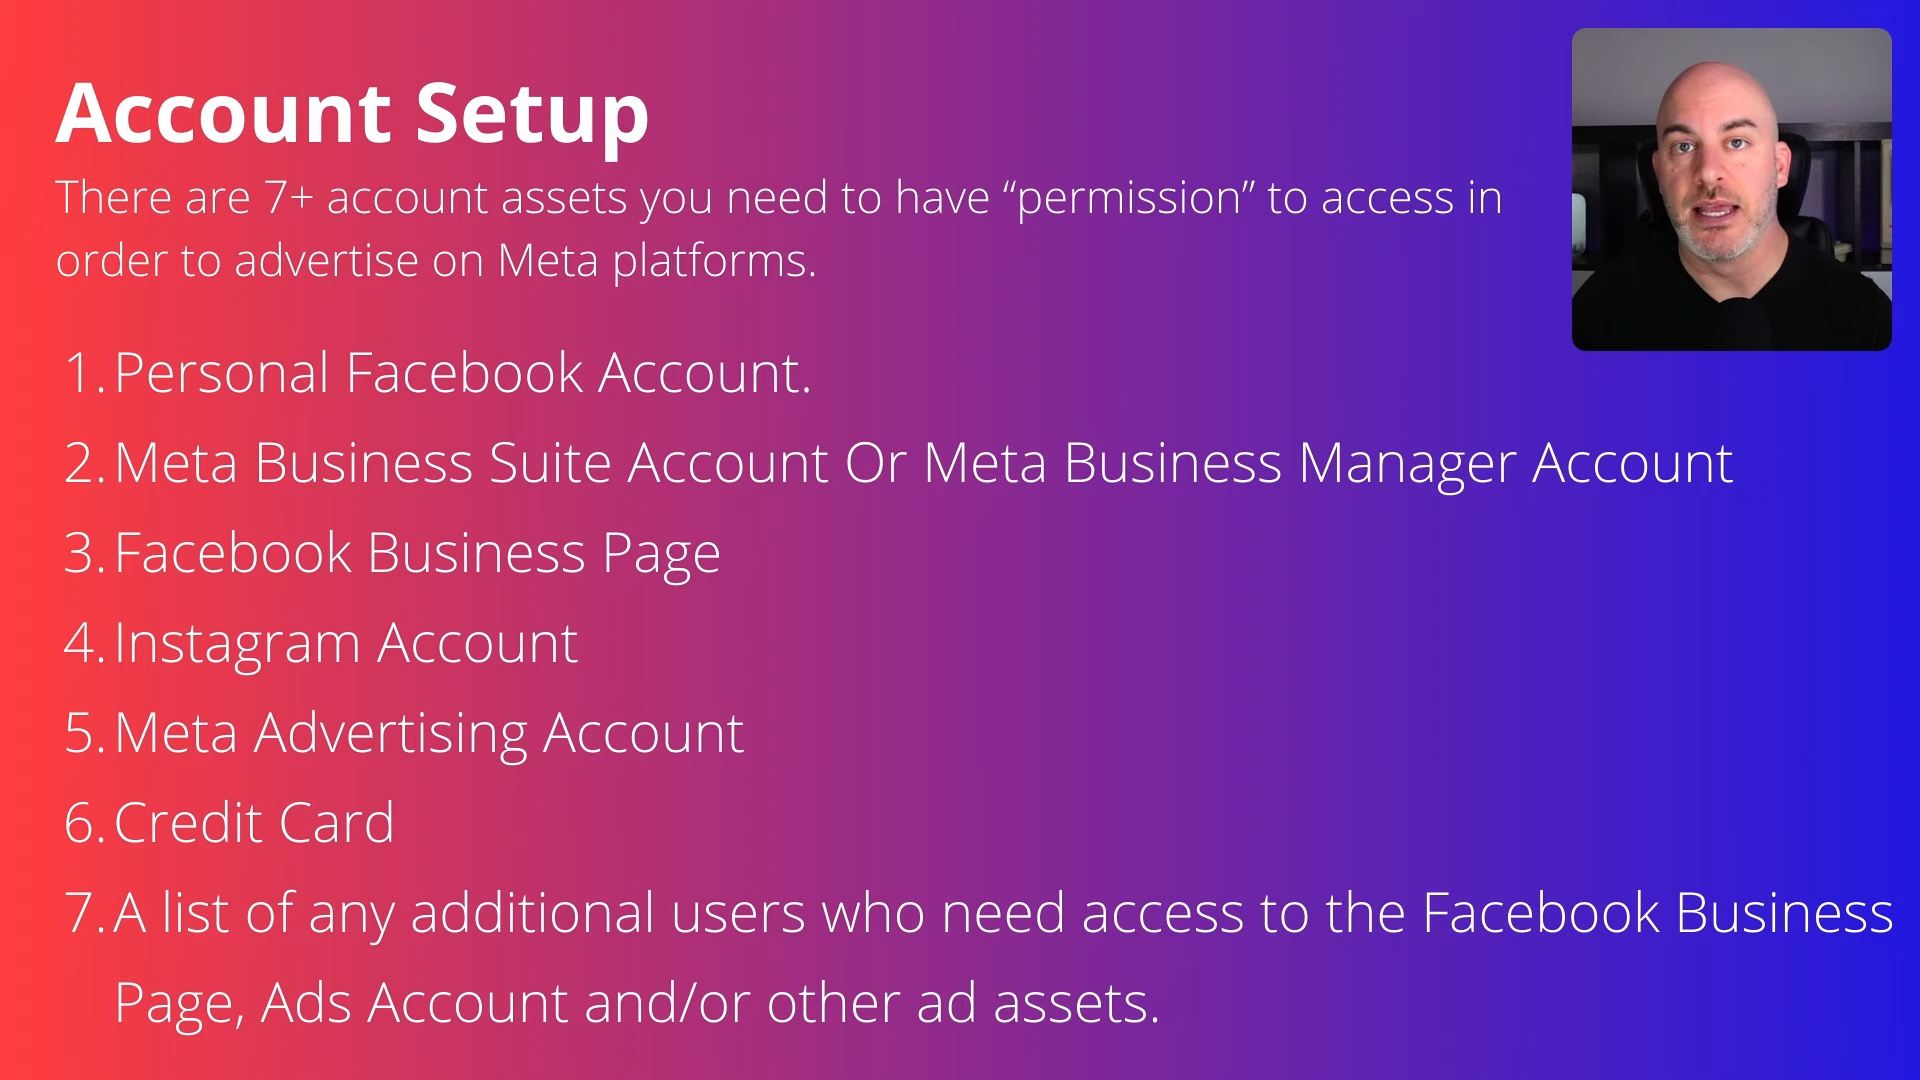 Account Setup
There are 7+ account assets you need to have “permission” to access in
order to advertise on Meta platforms.
1. Personal Facebook Account.
2. Meta Business Suite Account Or Meta Business Manager Account
3. Facebook Business Page
4. Instagram Account
5. Meta Advertising Account
6. Credit Card
7. A list of any additional users who need access to the Facebook Business
Page, Ads Account and/or other ad assets.